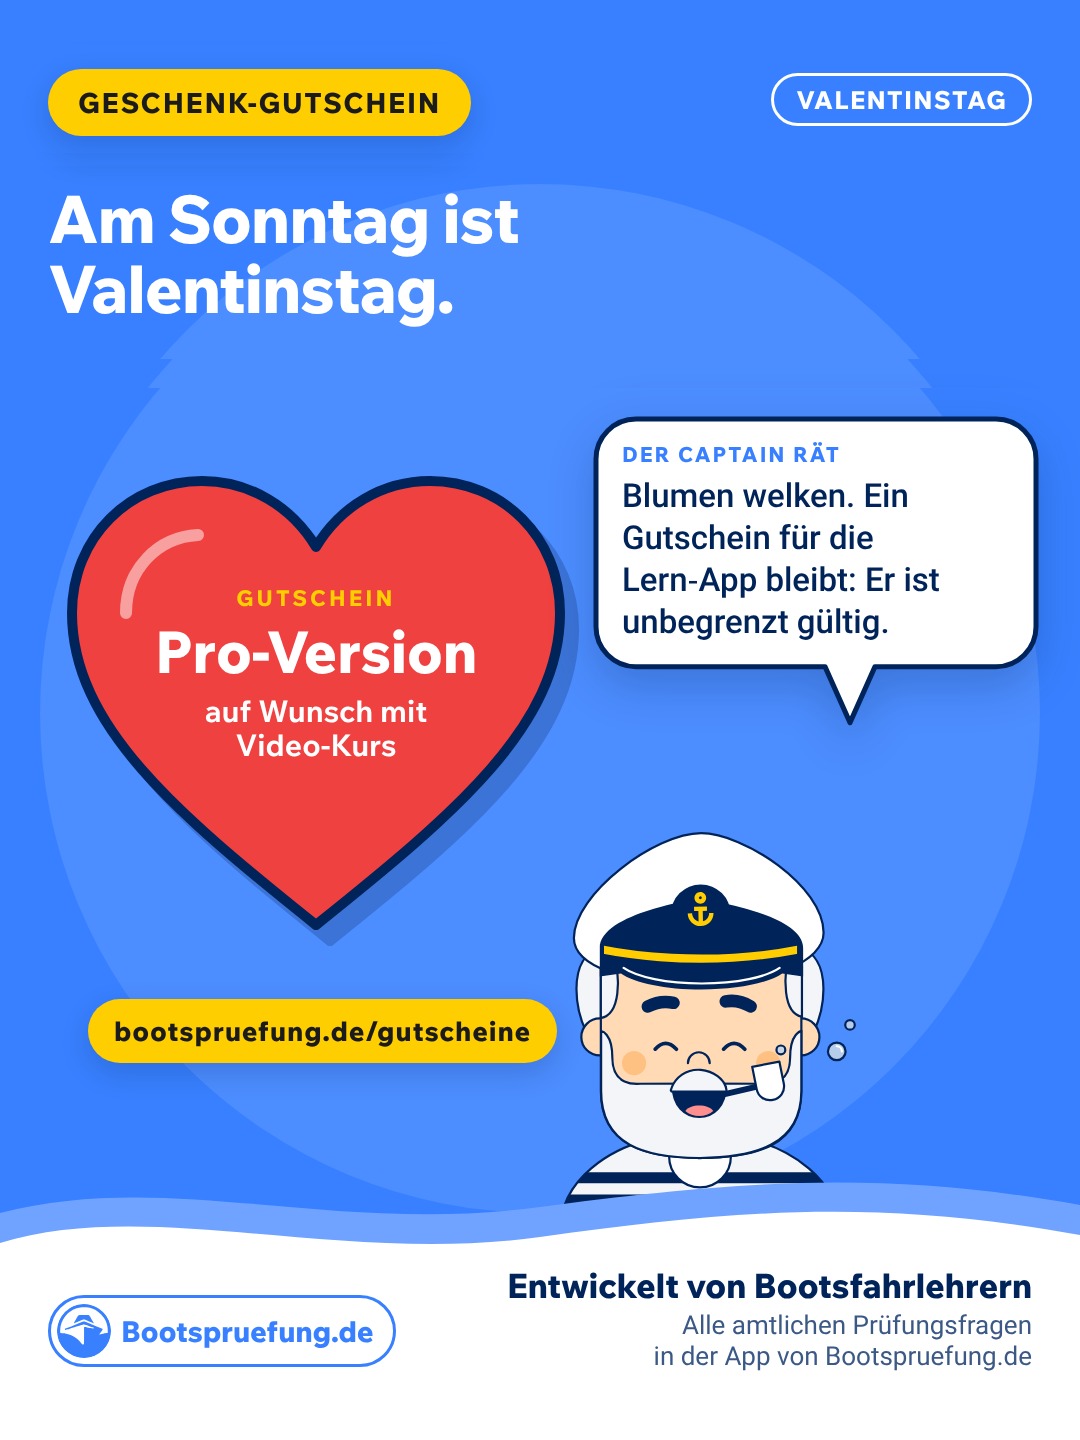 GESCHENK-GUTSCHEIN
VALENTINSTAG
Am Sonntag ist
Valentinstag.
DER CAPTAIN RÄT
Blumen welken. Ein
Gutschein für die
Lern-App bleibt: Er ist
unbegrenzt gültig.
GUTSCHEIN
Pro-Version
auf Wunsch mit
Video-Kurs
bootspruefung.de/gutscheine
Entwickelt von Bootsfahrlehrern
Alle amtlichen Prüfungsfragen
in der App von Bootspruefung.de
Bootspruefung.de